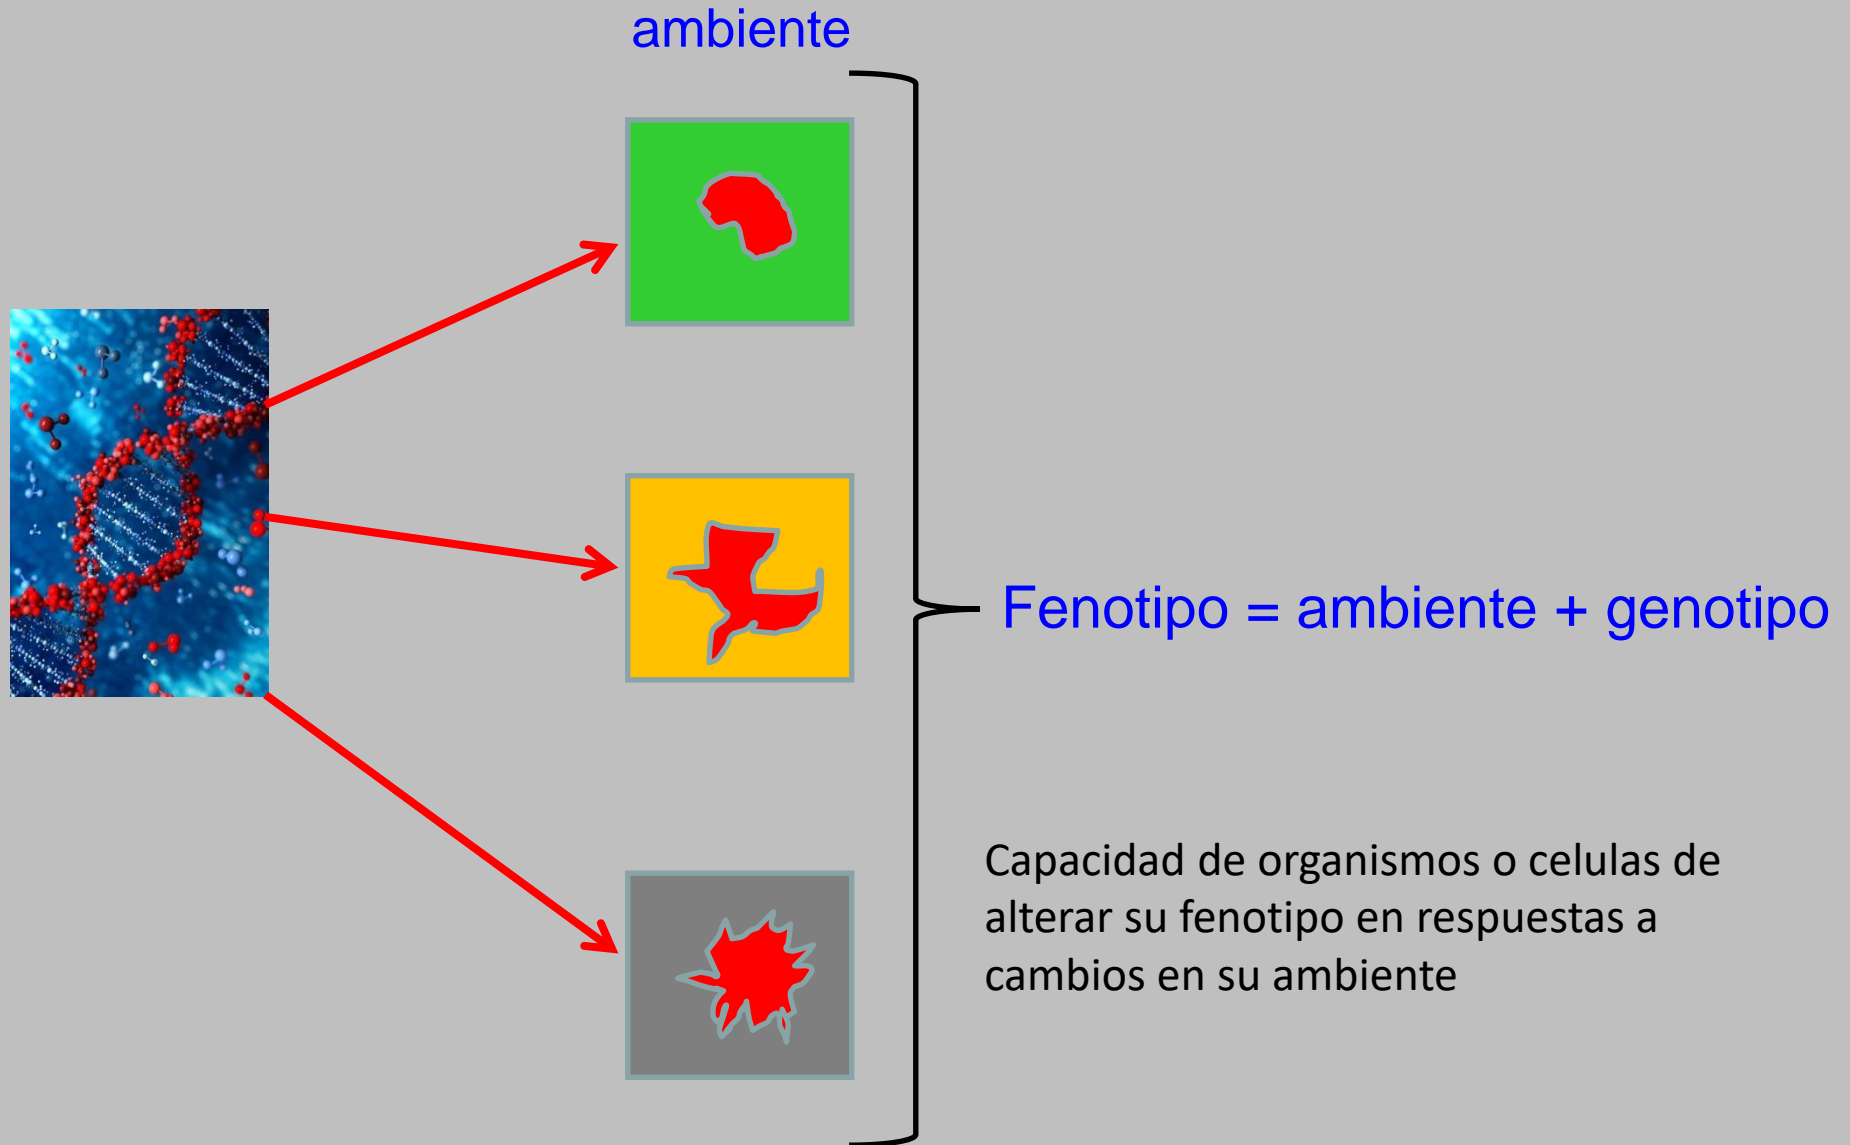 ambiente
Fenotipo = ambiente + genotipo
Capacidad de organismos o celulas de
alterar su fenotipo en respuestas a
cambios en su ambiente